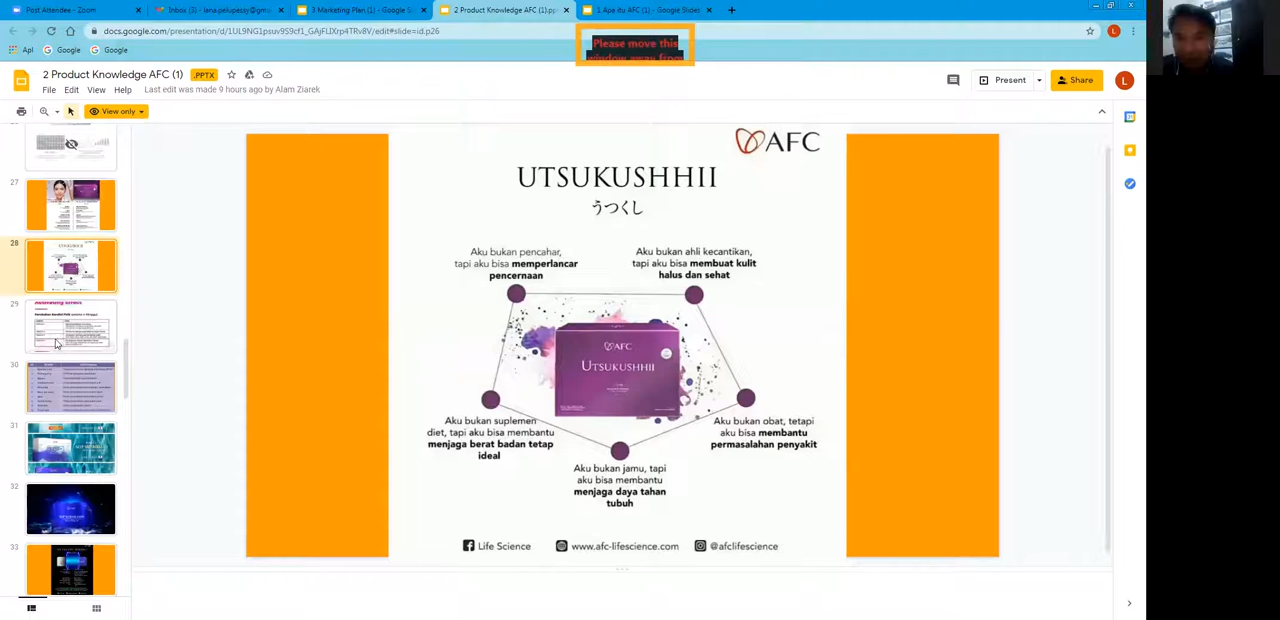 Post Attendee - Zoom
Inbox (3) - lana.pelupessy@gm
3 Marketing Plan (1) - Google Sl
2 Product Knowledge AFC (1).pp
1 Apa itu AFC (1) - Google Slides
docs.google.com/presentation/d/1UL9NG1psuv9S9cf1_GAjFLlXrp4TRv8V/edit#slide=id.p26
Apl
Google
Google
Please move this
window away from
2 Product Knowledge AFC (1)
.PPTX
File Edit View Help
Last edit was made 9 hours ago by Alam Ziarek
Present
Share
L
View only
27
28
29
30
31
32
33
AFC
UTSUKUSHHII
うつくし
Aku bukan pencahar,
tapi aku bisa memperlancar
pencernaan
Aku bukan ahli kecantikan,
tapi aku bisa membuat kulit
halus dan sehat
AFC
UTSUKUSHHII
Aku bukan suplemen
diet, tapi aku bisa membantu
menjaga berat badan tetap
ideal
Aku bukan obat, tetapi
aku bisa membantu
permasalahan penyakit
Aku bukan jamu, tapi
aku bisa membantu
menjaga daya tahan
tubuh
Life Science
www.afc-lifescience.com
@afclifescience